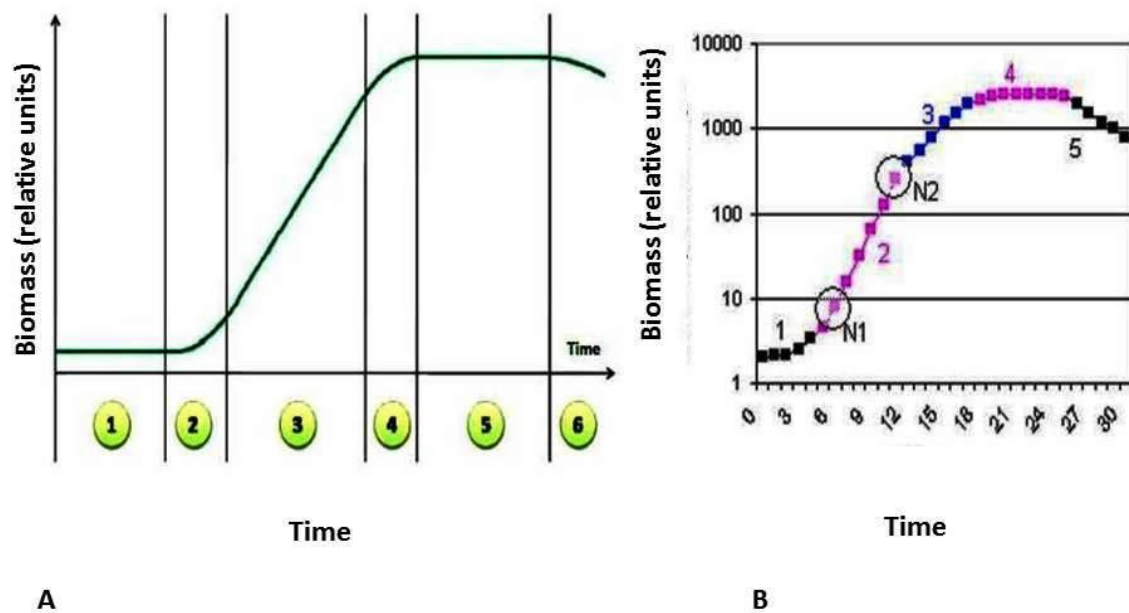 Biomass (relative units)
Time
1 2 3 4 5 6
Time
A
Biomass (relative units)
10000
1000
100
10
1
1
N1
2
N2
3
4
5
0 3 6 9 12 15 18 21 24 27 30
Time
B